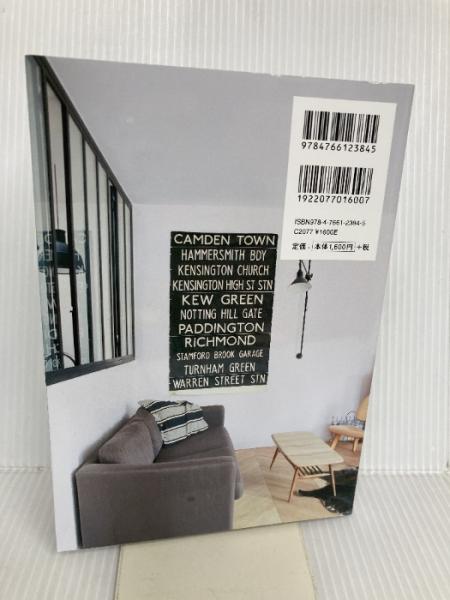 9784766123845
1922077016007
ISBN978-4-7661-2384-5
C2077 ¥1600E
定価:(本体1,600円)+税
CAMDEN TOWN
HAMMERSMITH BDY
KENSINGTON CHURCH
KENSINGTON HIGH ST STN
KEW GREEN
NOTTING HILL GATE
PADDINGTON
RICHMOND
STAMFORD BROOK GARAGE
TURNHAM GREEN
WARREN STREET STN